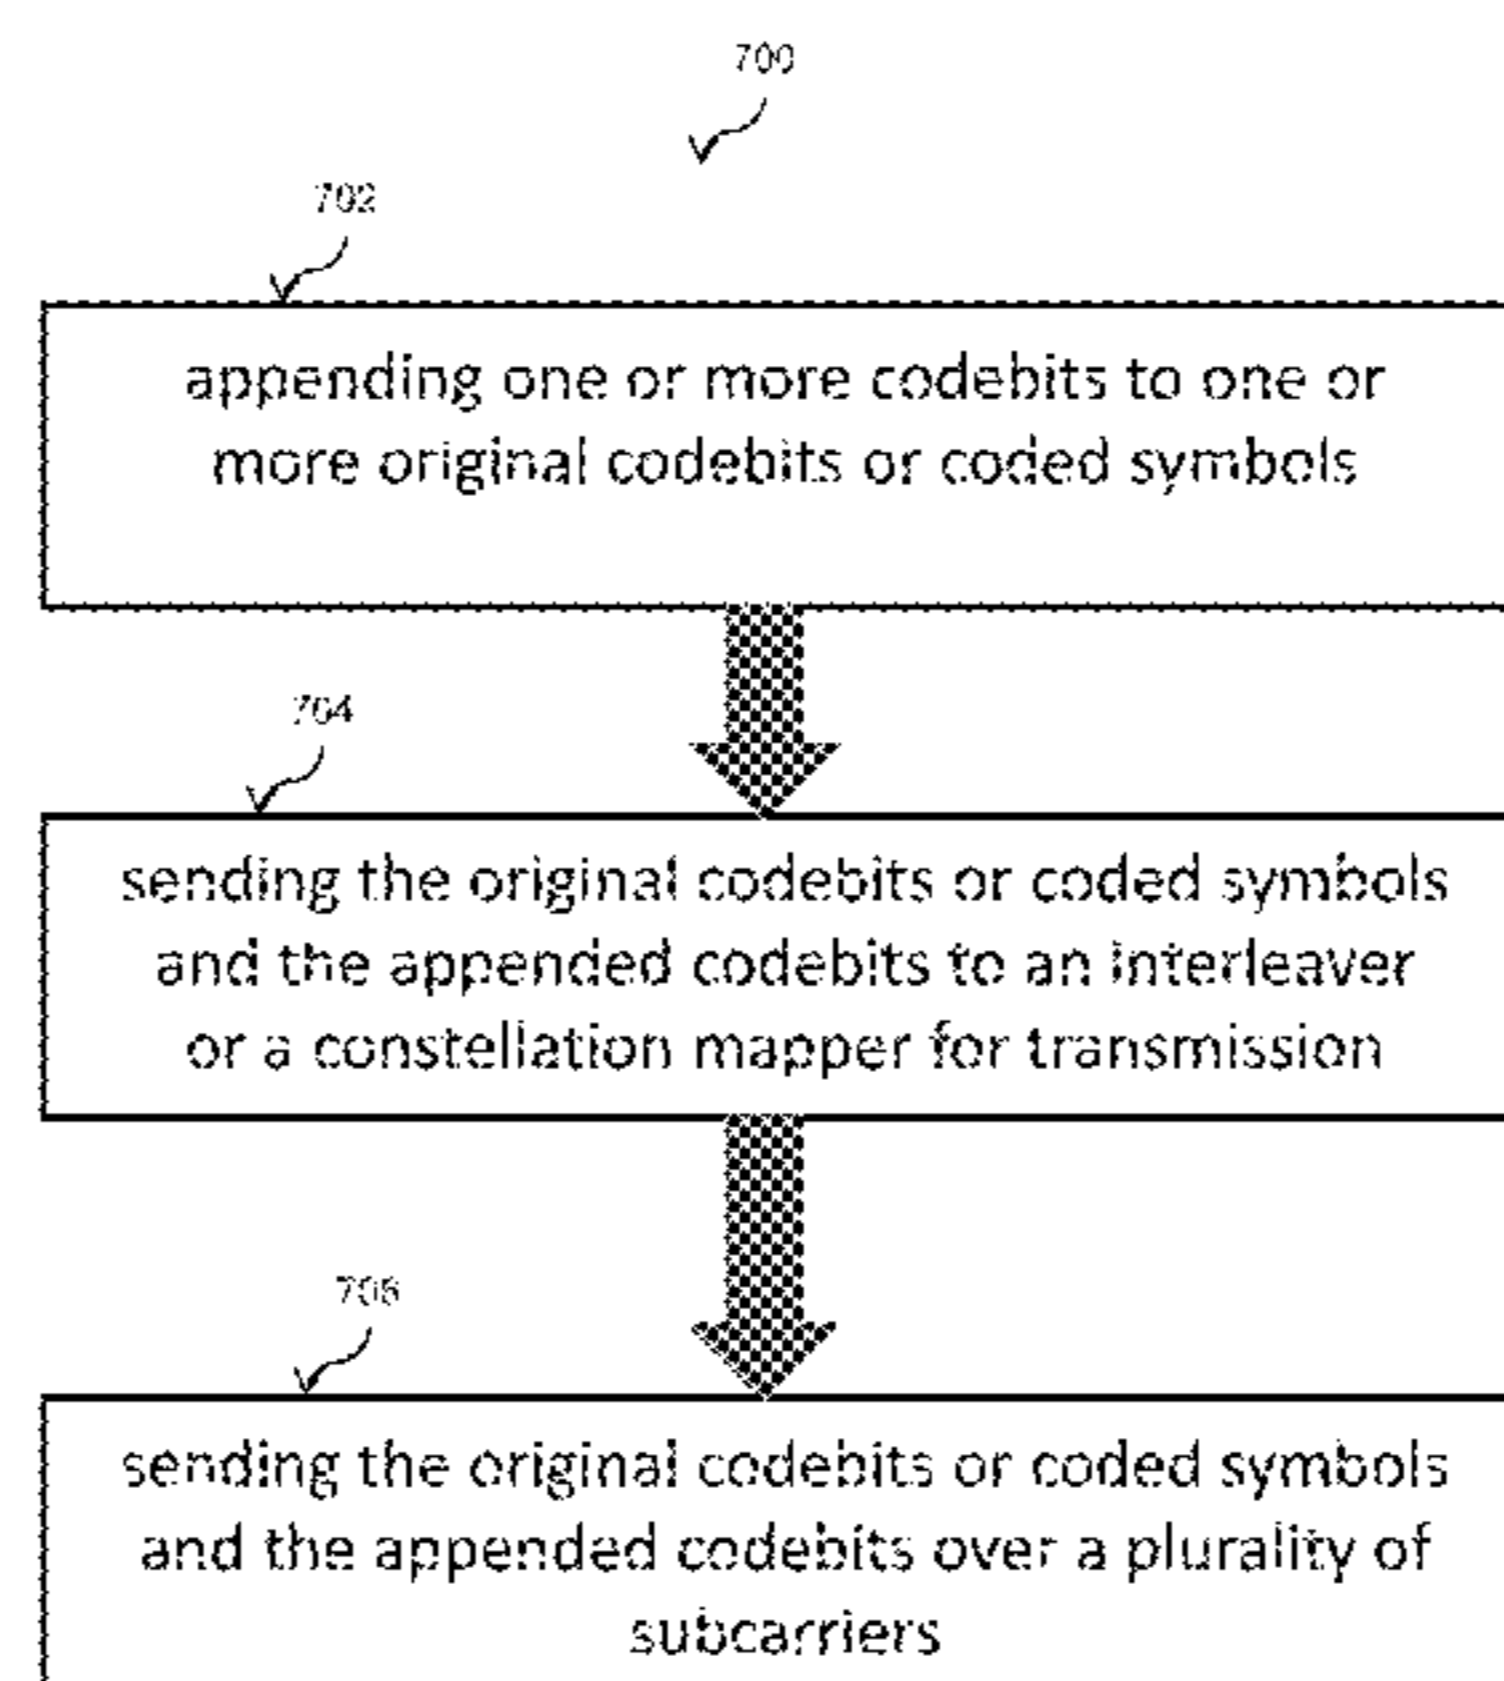 700
702
appending one or more codebits to one or
more original codebits or coded symbols
704
sending the original codebits or coded symbols
and the appended codebits to an interleaver
or a constellation mapper for transmission
706
sending the original codebits or coded symbols
and the appended codebits over a plurality of
subcarriers